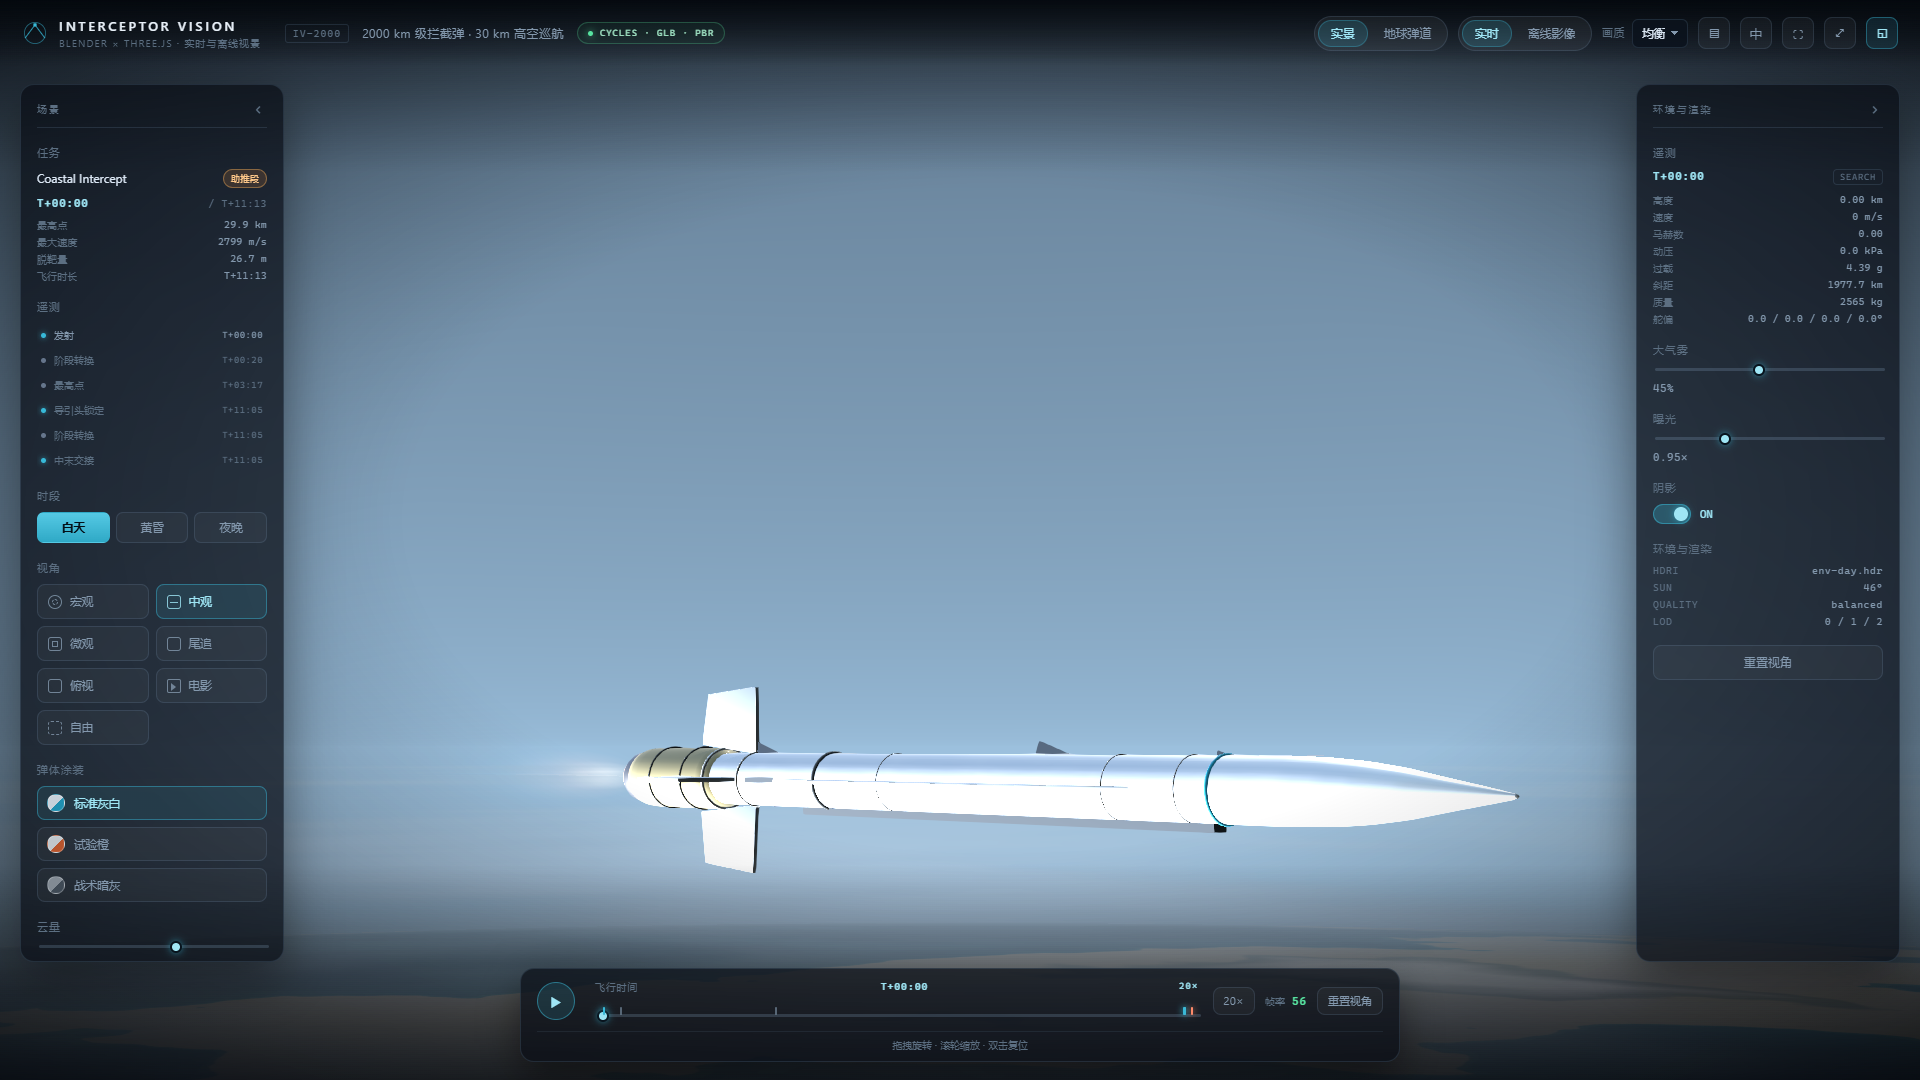 INTERCEPTOR VISION
BLENDER × THREE.JS · 实时与离线视景
IV-2000
2000 km 级拦截弹 · 30 km 高空巡航
CYCLES · GLB · PBR
实景
地球弹道
实时
离线影像
画质
均衡
中
场景
任务
Coastal Intercept
助推段
T+00:00 / T+11:13
最高点 29.9 km
最大速度 2799 m/s
脱靶量 26.7 m
飞行时长 T+11:13
遥测
发射 T+00:00
阶段转换 T+00:20
最高点 T+03:17
导引头锁定 T+11:05
阶段转换 T+11:05
中末交接 T+11:05
时段
白天
黄昏
夜晚
视角
宏观
中观
微观
尾追
俯视
电影
自由
弹体涂装
标准灰白
试验橙
战术暗灰
云量
环境与渲染
遥测
T+00:00 SEARCH
高度 0.00 km
速度 0 m/s
马赫数 0.00
动压 0.0 kPa
过载 4.39 g
斜距 1977.7 km
质量 2565 kg
舵偏 0.0 / 0.0 / 0.0 / 0.0°
大气雾
45%
曝光
0.95×
阴影
ON
环境与渲染
HDRI env-day.hdr
SUN 46°
QUALITY balanced
LOD 0 / 1 / 2
重置视角
飞行时间 T+00:00 20×
20×
帧率 56
重置视角
拖拽旋转 · 滚轮缩放 · 双击复位